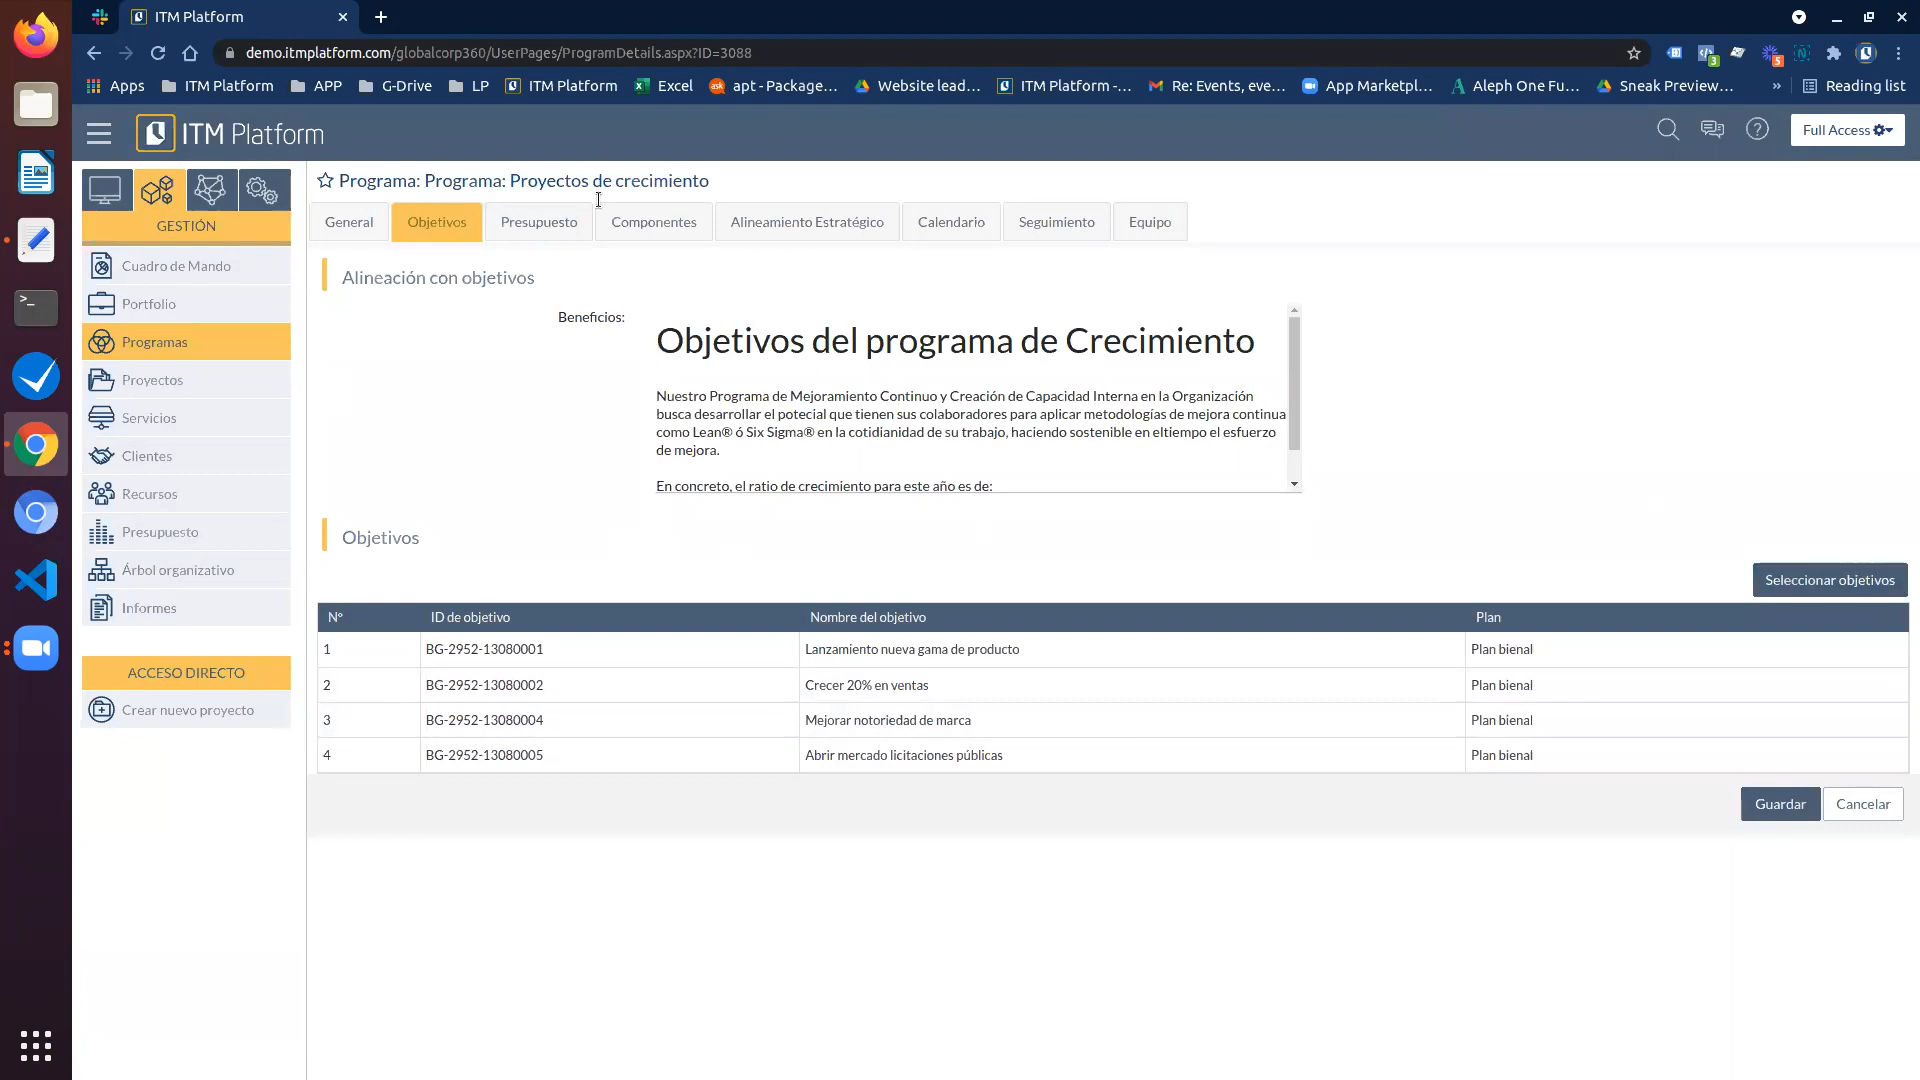 ITM Platform
demo.itmplatform.com/globalcorp360/UserPages/ProgramDetails.aspx?ID=3088
3
5
Apps
ITM Platform
APP
G-Drive
LP
ITM Platform
Excel
apt - Package...
Website lead...
ITM Platform -...
Re: Events, eve...
App Marketpl...
Aleph One Fu...
Sneak Preview...
»
Reading list
ITM Platform
Full Access
GESTIÓN
Cuadro de Mando
Portfolio
Programas
Proyectos
Servicios
Clientes
Recursos
Presupuesto
Árbol organizativo
Informes
ACCESO DIRECTO
Crear nuevo proyecto
Programa: Programa: Proyectos de crecimiento
General
Objetivos
Presupuesto
Componentes
Alineamiento Estratégico
Calendario
Seguimiento
Equipo
Alineación con objetivos
Beneficios:
Objetivos del programa de Crecimiento
Nuestro Programa de Mejoramiento Continuo y Creación de Capacidad Interna en la Organización
busca desarrollar el potecial que tienen sus colaboradores para aplicar metodologías de mejora continua
como Lean® ó Six Sigma® en la cotidianidad de su trabajo, haciendo sostenible en eltiempo el esfuerzo
de mejora.
En concreto, el ratio de crecimiento para este año es de:
Objetivos
Seleccionar objetivos
Nº ID de objetivo Nombre del objetivo Plan
1 BG-2952-13080001 Lanzamiento nueva gama de producto Plan bienal
2 BG-2952-13080002 Crecer 20% en ventas Plan bienal
3 BG-2952-13080004 Mejorar notoriedad de marca Plan bienal
4 BG-2952-13080005 Abrir mercado licitaciones públicas Plan bienal
Guardar
Cancelar